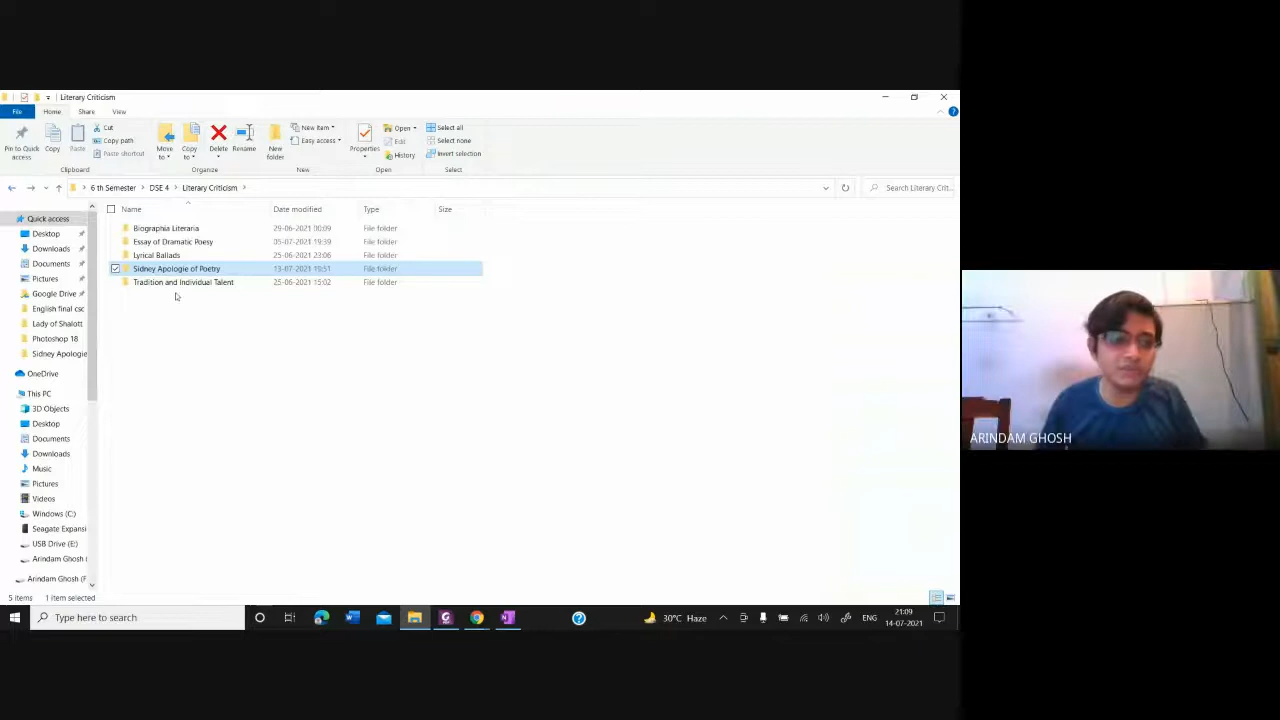 Literary Criticism
File Home Share View
Pin to Quick access
Copy
Paste
Cut
Copy path
Paste shortcut
Clipboard
Move to
Copy to
Delete
Rename
Organize
New folder
New item
Easy access
New
Properties
Open
Edit
History
Open
Select all
Select none
Invert selection
Select
6 th Semester DSE 4 Literary Criticism
Search Literary Crit...
Name Date modified Type Size
Biographia Literaria 29-06-2021 00:09 File folder
Essay of Dramatic Poesy 05-07-2021 19:39 File folder
Lyrical Ballads 25-06-2021 23:06 File folder
Sidney Apologie of Poetry 13-07-2021 19:51 File folder
Tradition and Individual Talent 25-06-2021 15:02 File folder
Quick access
Desktop
Downloads
Documents
Pictures
Google Drive
English final csc
Lady of Shalott
Photoshop 18
Sidney Apologie
OneDrive
This PC
3D Objects
Desktop
Documents
Downloads
Music
Pictures
Videos
Windows (C:)
Seagate Expansi
USB Drive (E:)
Arindam Ghosh (
Arindam Ghosh (F
5 items 1 item selected
ARINDAM GHOSH
Type here to search
30°C Haze
ENG
21:09
14-07-2021